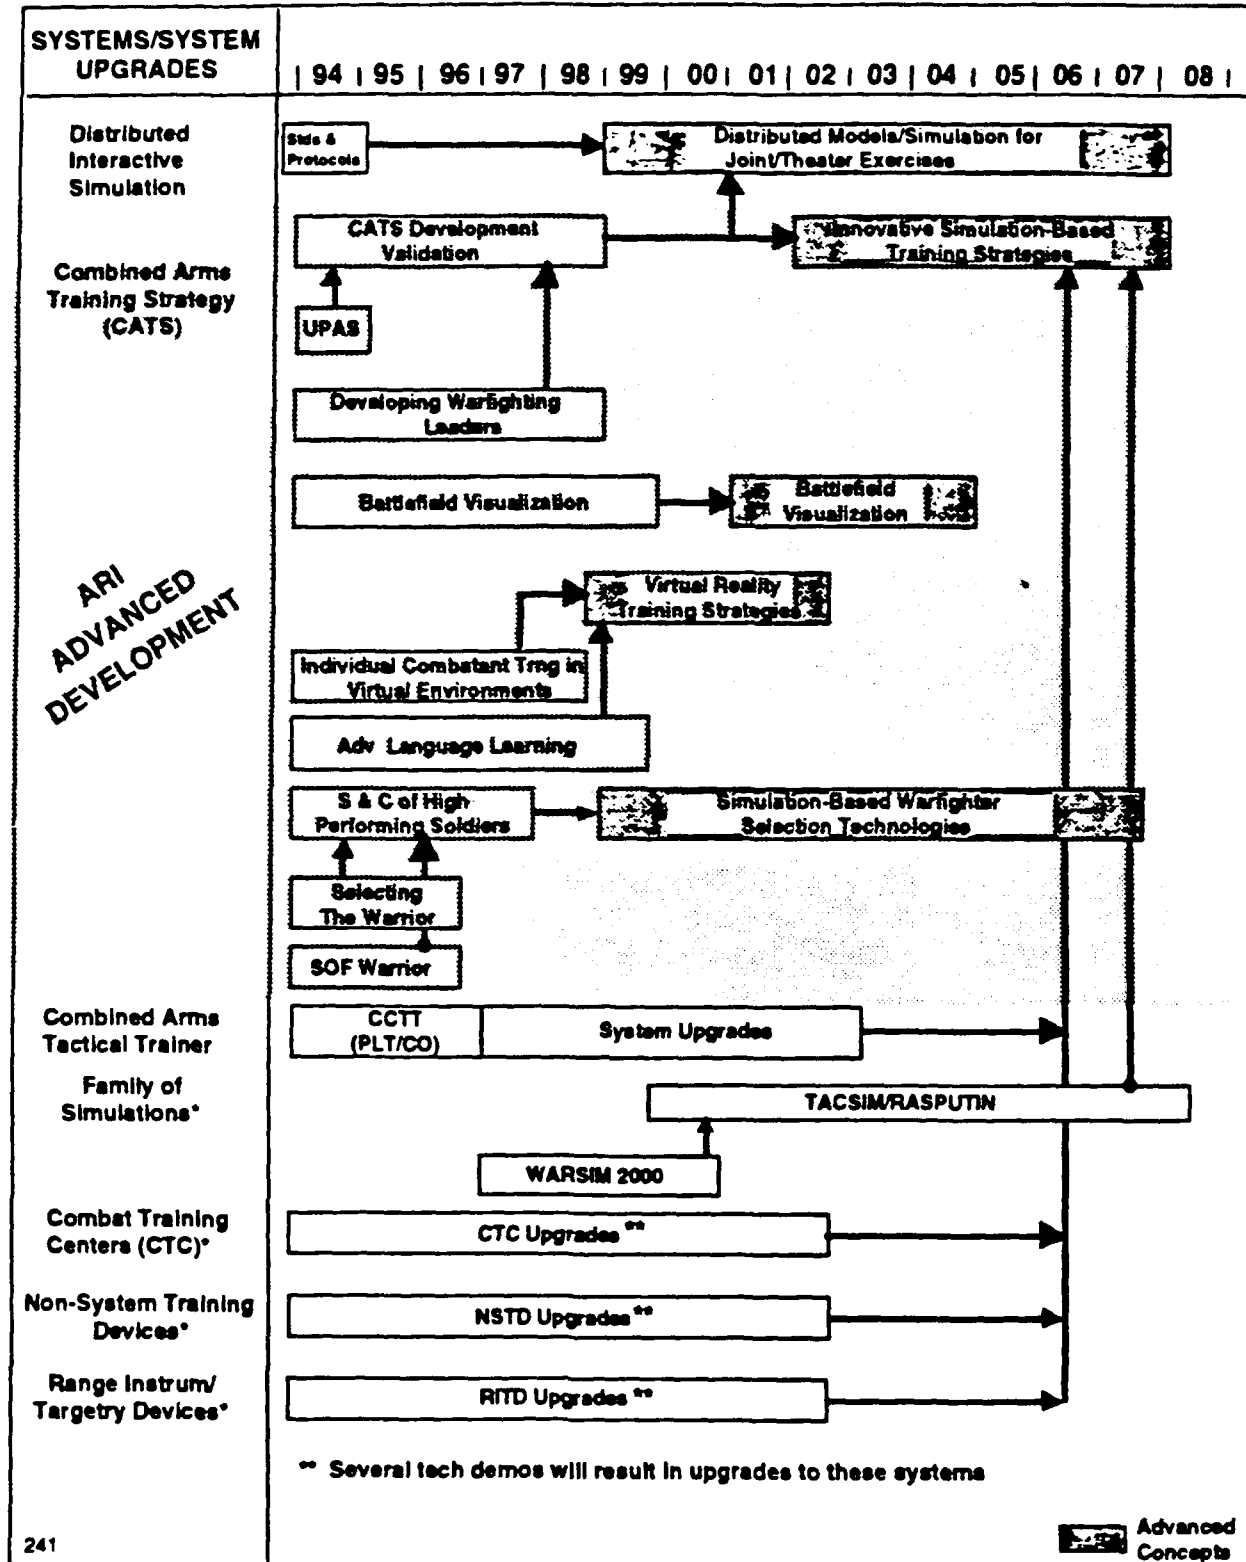 SYSTEMS/SYSTEM
UPGRADES
| 94 | 95 | 96 | 97 | 98 | 99 | 00 | 01 | 02 | 03 | 04 | 05 | 06 | 07 | 08 |
Distributed
Interactive
Simulation
Stds &
Protocols
Distributed Models/Simulation for
Joint/Theater Exercises
Combined Arms
Training Strategy
(CATS)
CATS Development
Validation
Innovative Simulation-Based
Training Strategies
UPAS
Developing Warfighting
Leaders
Battlefield Visualization
Battlefield
Visualization
ARI
ADVANCED
DEVELOPMENT
Virtual Reality
Training Strategies
Individual Combatant Trng in
Virtual Environments
Adv Language Learning
S & C of High
Performing Soldiers
Simulation-Based Warfighter
Selection Technologies
Selecting
The Warrior
SOF Warrior
Combined Arms
Tactical Trainer
CCTT
(PLT/CO)
System Upgrades
Family of
Simulations*
TACSIM/RASPUTIN
WARSIM 2000
Combat Training
Centers (CTC)*
CTC Upgrades **
Non-System Training
Devices*
NSTD Upgrades **
Range Instrum/
Targetry Devices*
RITD Upgrades **
** Several tech demos will result in upgrades to these systems
241
Advanced
Concepts